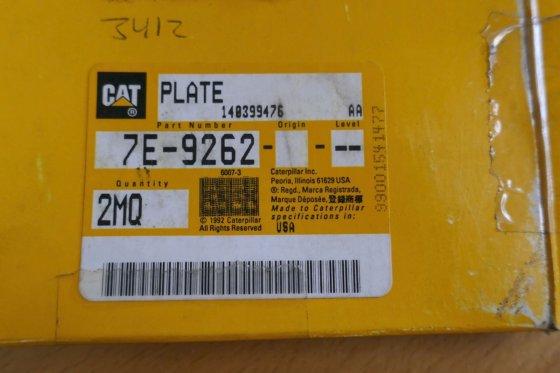 3412
CAT
®
PLATE
140399476 AA
Part Number Origin Level
7E-9262- - --
6007-3
Quantity
2MQ
© 1992 Caterpillar
All Rights Reserved
Caterpillar Inc.
Peoria, Illinois 61629 USA
®: Regd., Marca Registrada,
Marque Déposée, 登録商標
Made to Caterpillar
specifications in:
USA
99001541477